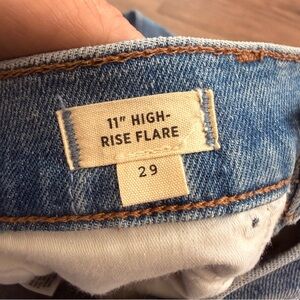 11" HIGH-
RISE FLARE
29